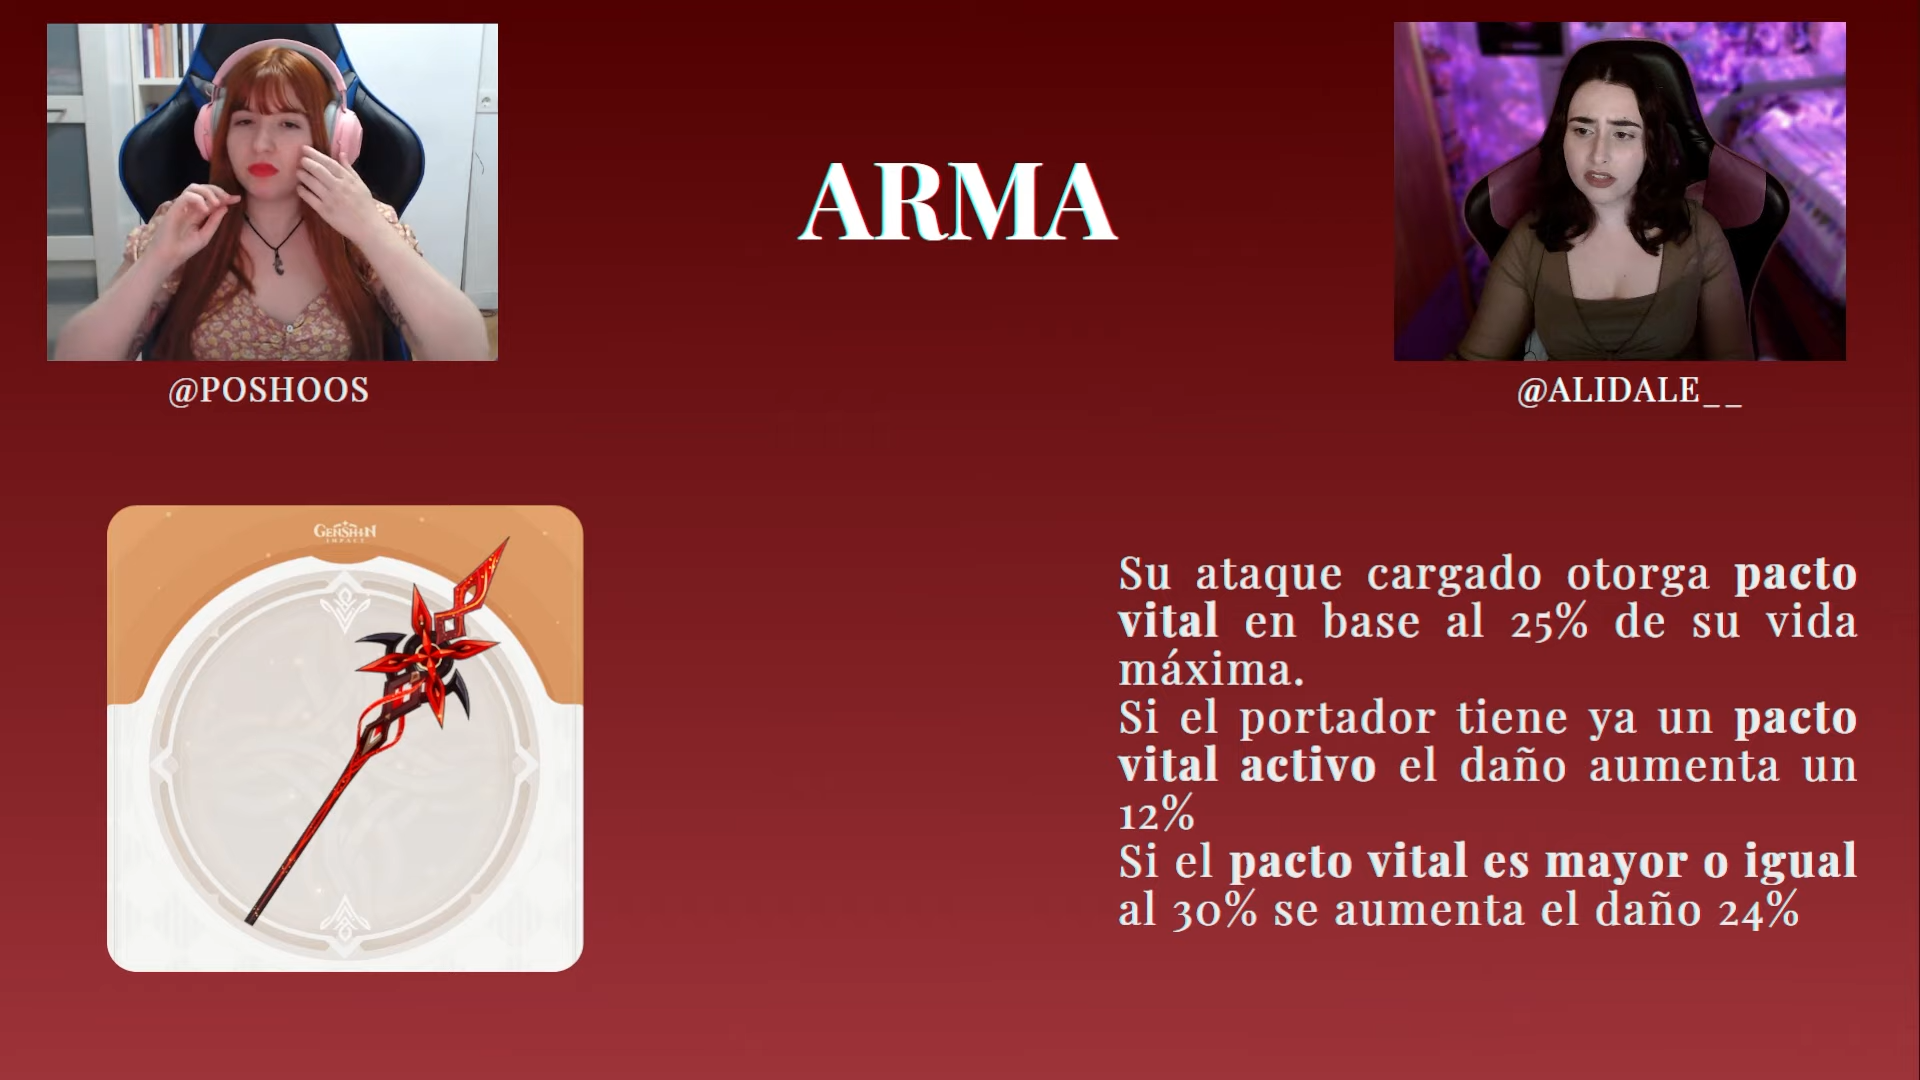 ARMA
@POSHOOS
@ALIDALE__
GENSHIN
IMPACT
Su ataque cargado otorga pacto
vital en base al 25% de su vida
máxima.
Si el portador tiene ya un pacto
vital activo el daño aumenta un
12%
Si el pacto vital es mayor o igual
al 30% se aumenta el daño 24%